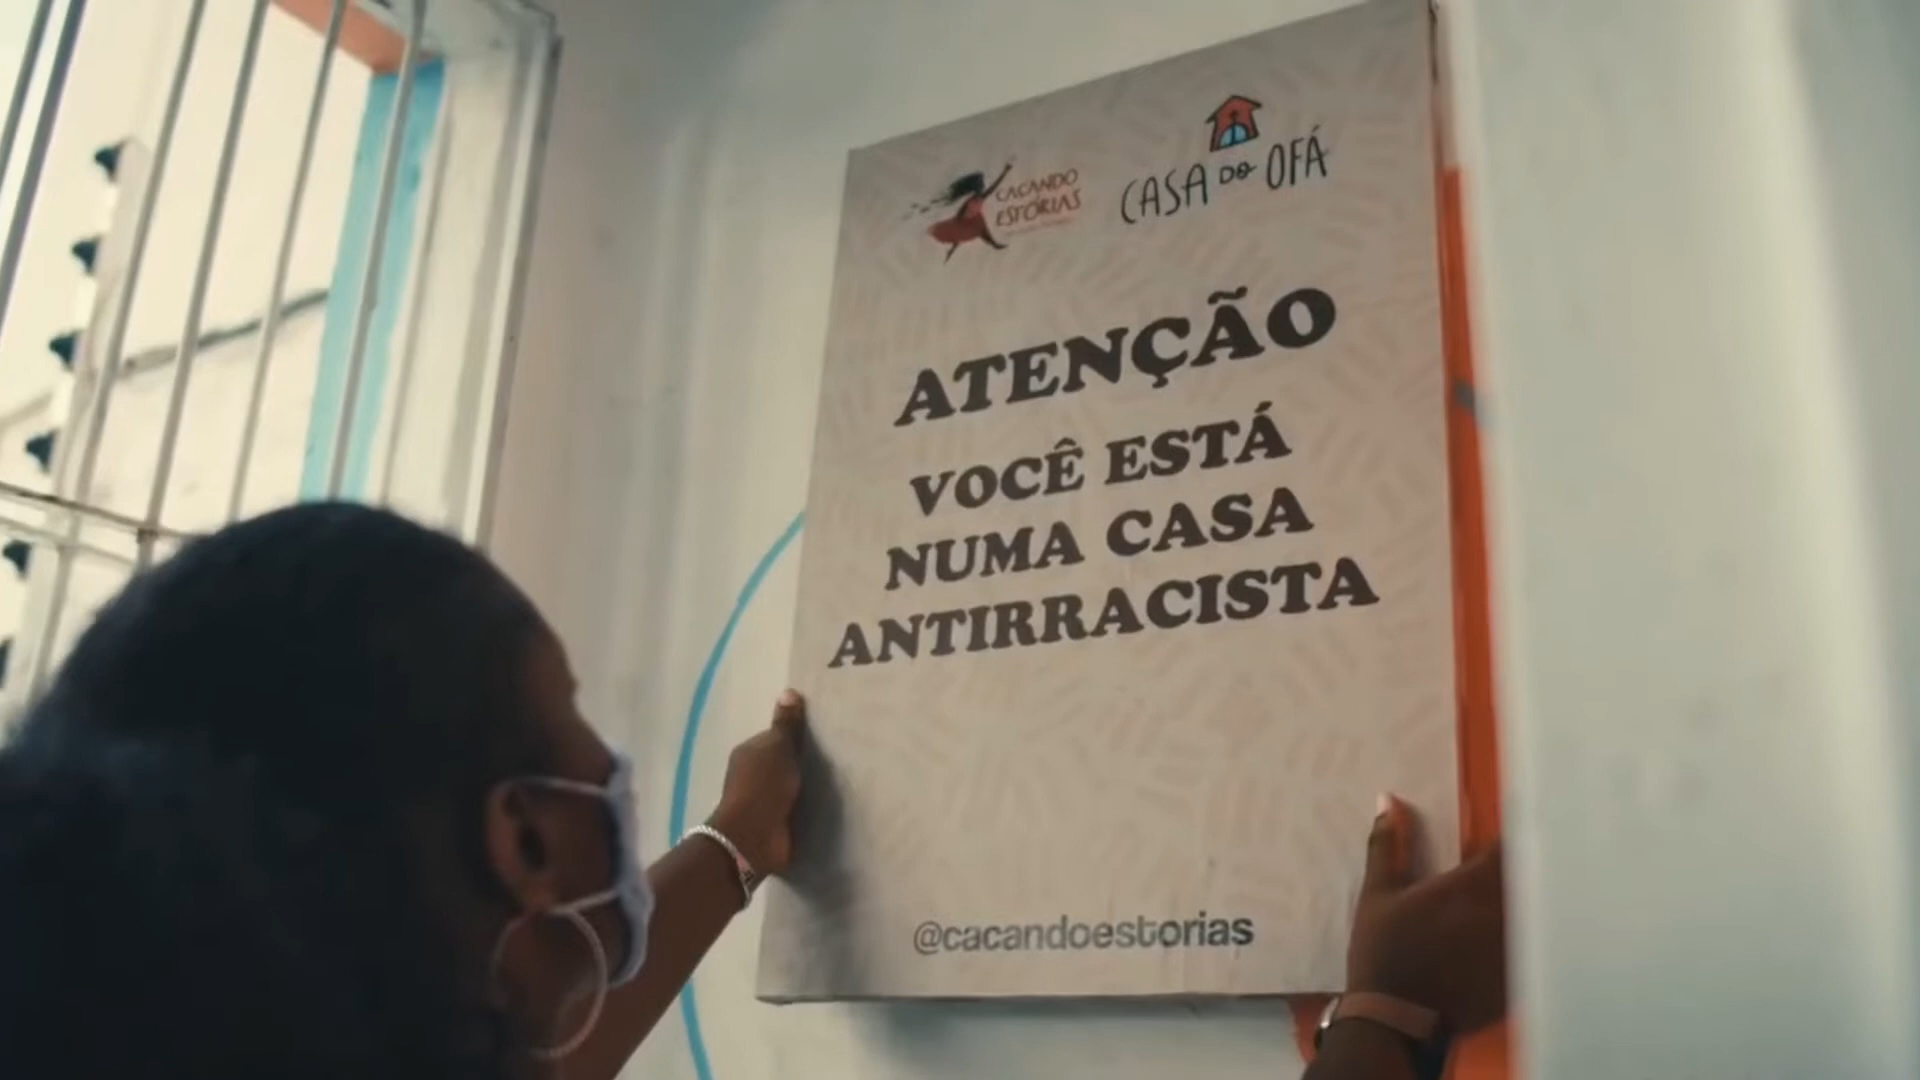 CAÇANDO
ESTÓRIAS
CASA DO OFÁ
ATENÇÃO
VOCÊ ESTÁ
NUMA CASA
ANTIRRACISTA
@cacandoestorias